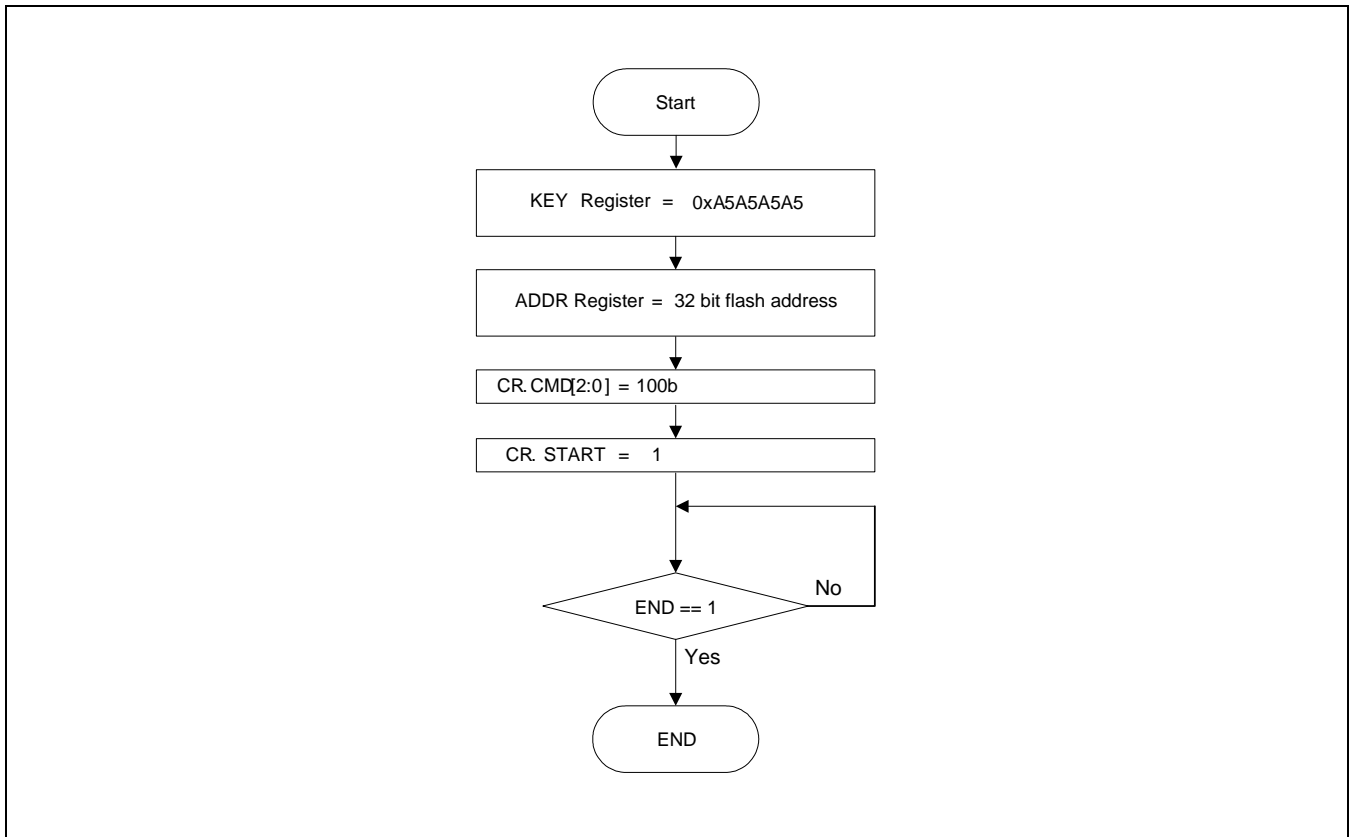 Start
KEY Register = 0xA5A5A5A5
ADDR Register = 32 bit flash address
CR.CMD[2:0] = 100b
CR. START = 1
END == 1
No
Yes
END